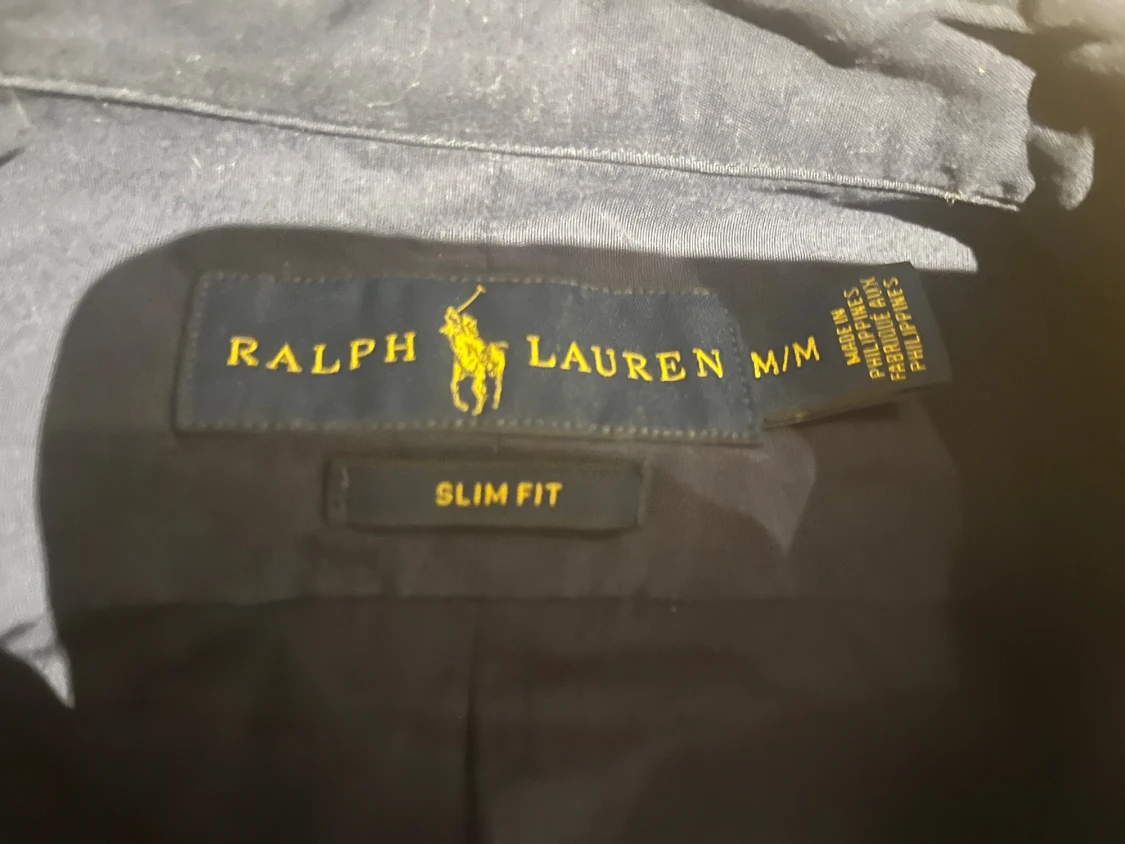 RALPH LAUREN
M/M
MADE IN
PHILIPPINES
FABRIQUÉ AUX
PHILIPPINES
SLIM FIT